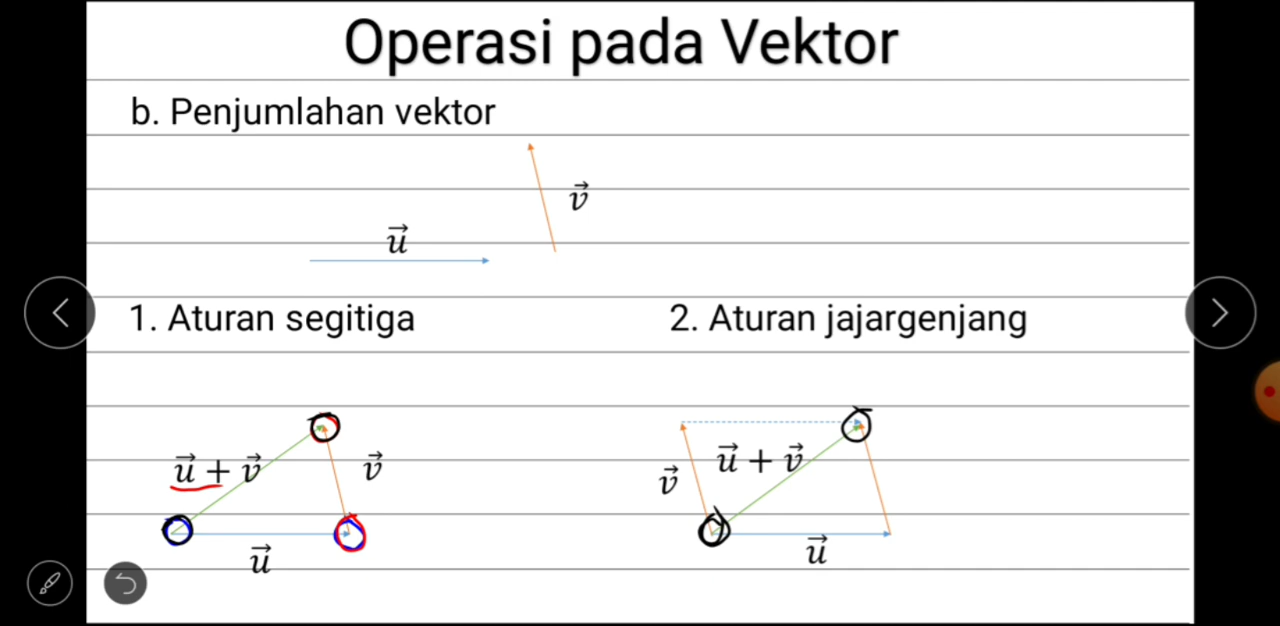 Operasi pada Vektor
b. Penjumlahan vektor
v⃗
u⃗
1. Aturan segitiga
2. Aturan jajargenjang
u⃗ + v⃗
v⃗
u⃗
v⃗
u⃗ + v⃗
u⃗